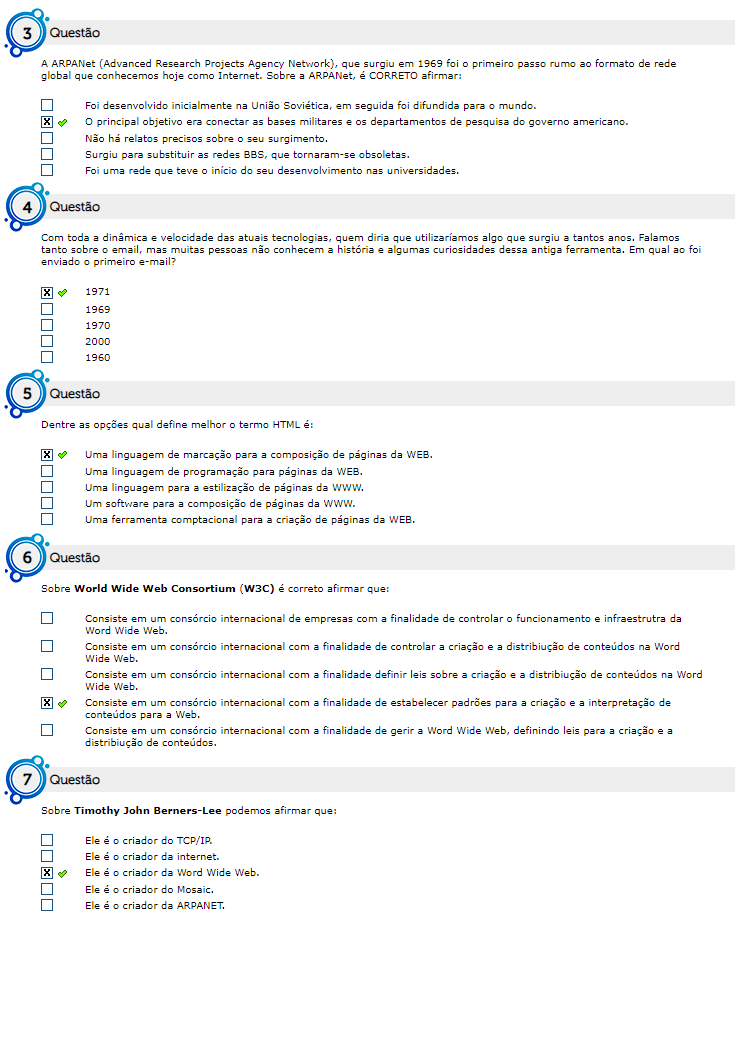 3 Questão
A ARPANet (Advanced Research Projects Agency Network), que surgiu em 1969 foi o primeiro passo rumo ao formato de rede
global que conhecemos hoje como Internet. Sobre a ARPANet, é CORRETO afirmar:
Foi desenvolvido inicialmente na União Soviética, em seguida foi difundida para o mundo.
X O principal objetivo era conectar as bases militares e os departamentos de pesquisa do governo americano.
Não há relatos precisos sobre o seu surgimento.
Surgiu para substituir as redes BBS, que tornaram-se obsoletas.
Foi uma rede que teve o início do seu desenvolvimento nas universidades.
4 Questão
Com toda a dinâmica e velocidade das atuais tecnologias, quem diria que utilizaríamos algo que surgiu a tantos anos. Falamos
tanto sobre o email, mas muitas pessoas não conhecem a história e algumas curiosidades dessa antiga ferramenta. Em qual ao foi
enviado o primeiro e-mail?
X 1971
1969
1970
2000
1960
5 Questão
Dentre as opções qual define melhor o termo HTML é:
X Uma linguagem de marcação para a composição de páginas da WEB.
Uma linguagem de programação para páginas da WEB.
Uma linguagem para a estilização de páginas da WWW.
Um software para a composição de páginas da WWW.
Uma ferramenta comptacional para a criação de páginas da WEB.
6 Questão
Sobre World Wide Web Consortium (W3C) é correto afirmar que:
Consiste em um consórcio internacional de empresas com a finalidade de controlar o funcionamento e infraestrutra da
Word Wide Web.
Consiste em um consórcio internacional com a finalidade de controlar a criação e a distribiução de conteúdos na Word
Wide Web.
Consiste em um consórcio internacional com a finalidade definir leis sobre a criação e a distribiução de conteúdos na Word
Wide Web.
X Consiste em um consórcio internacional com a finalidade de estabelecer padrões para a criação e a interpretação de
conteúdos para a Web.
Consiste em um consórcio internacional com a finalidade de gerir a Word Wide Web, definindo leis para a criação e a
distribiução de conteúdos.
7 Questão
Sobre Timothy John Berners-Lee podemos afirmar que:
Ele é o criador do TCP/IP.
Ele é o criador da internet.
X Ele é o criador da Word Wide Web.
Ele é o criador do Mosaic.
Ele é o criador da ARPANET.